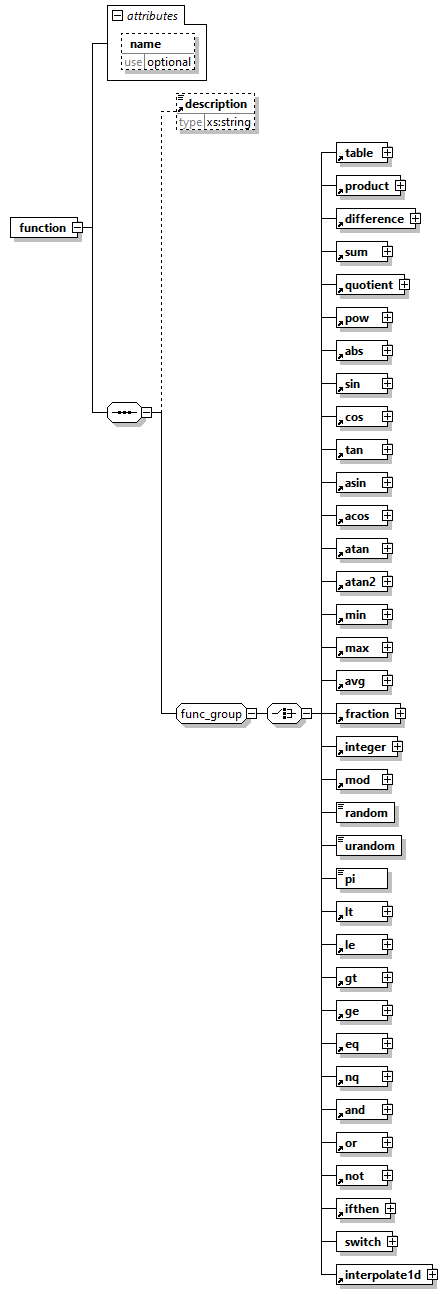 attributes
name
use optional
description
type xs:string
function
func_group
table
product
difference
sum
quotient
pow
abs
sin
cos
tan
asin
acos
atan
atan2
min
max
avg
fraction
integer
mod
random
urandom
pi
lt
le
gt
ge
eq
nq
and
or
not
ifthen
switch
interpolate1d